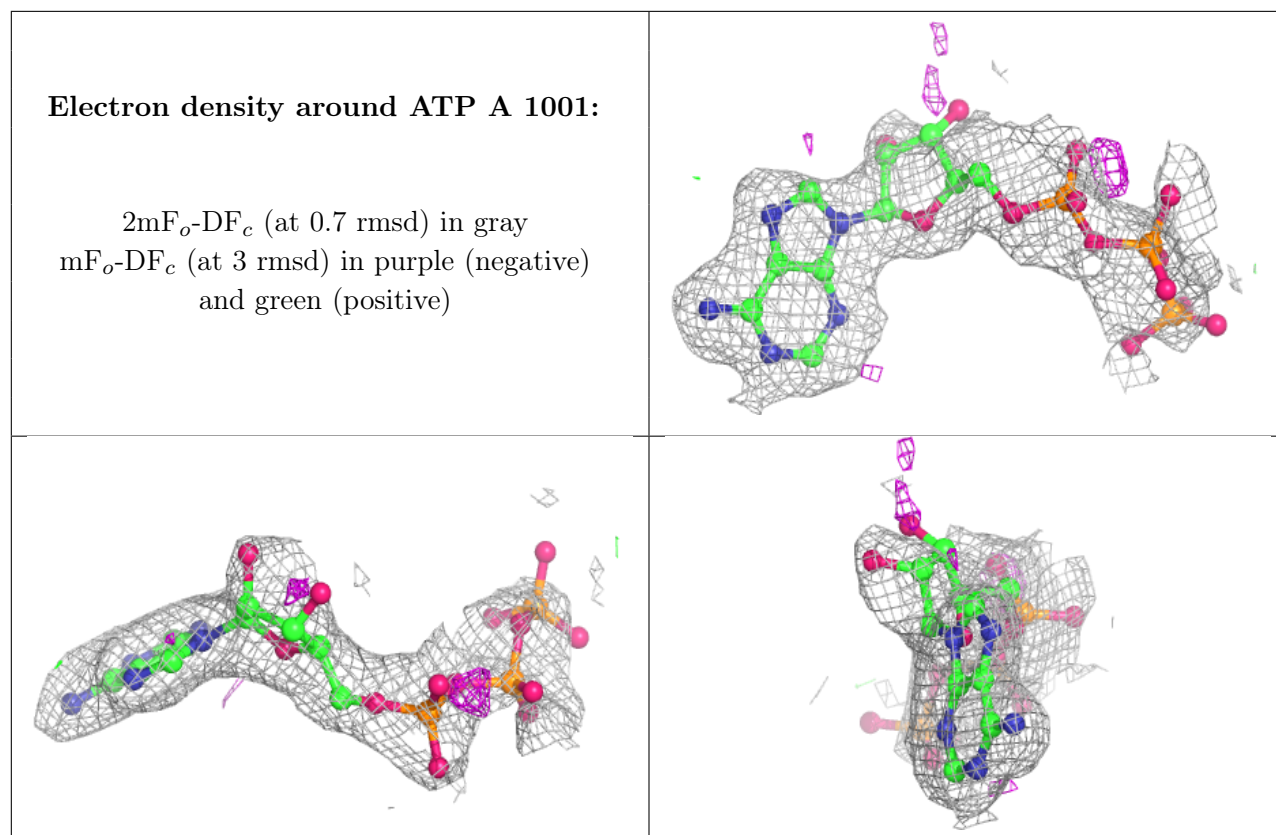 Electron density around ATP A 1001:
2mFo-DFc (at 0.7 rmsd) in gray
mFo-DFc (at 3 rmsd) in purple (negative)
and green (positive)